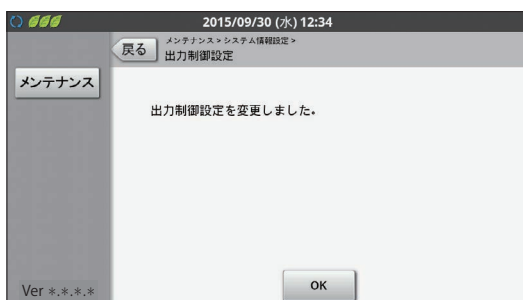 2015/09/30 (水) 12:34
戻る
メンテナンス > システム情報設定 >
出力制御設定
メンテナンス
出力制御設定を変更しました。
OK
Ver *.*.*.*